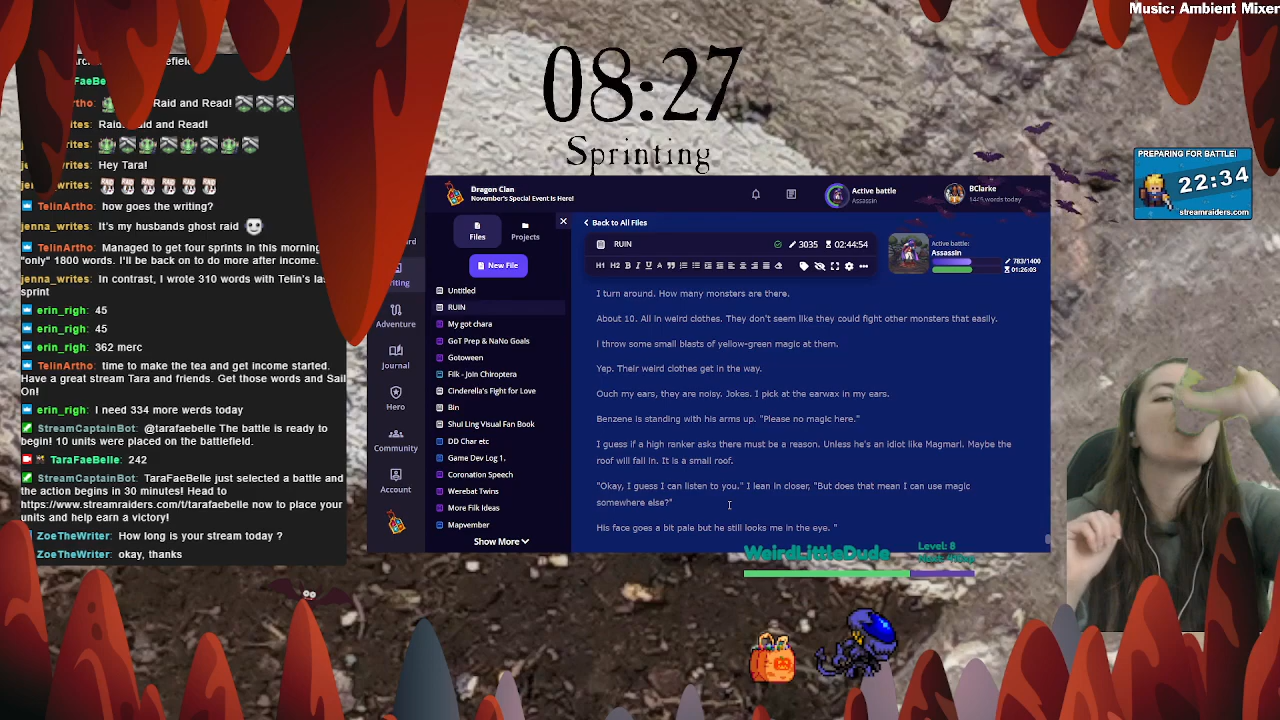 Music: Ambient Mixer
08:27
Sprinting
PREPARING FOR BATTLE!
22:34
streamraiders.com
FaeBe
Artho: Raid and Read!
ites: Raid and Read!
Hey Tara!
TelinArtho: how goes the writing?
jenna_writes: It's my husbands ghost raid
TelinArtho: Managed to get four sprints in this morning
"only" 1800 words. I'll be back on to do more after income.
jenna_writes: In contrast, I wrote 310 words with Telin's last
sprint
erin_righ: 45
erin_righ: 45
erin_righ: 362 merc
TelinArtho: time to make the tea and get income started.
Have a great stream Tara and friends. Get those words and Sail
On!
erin_righ: I need 334 more werds today
StreamCaptainBot: @tarafaebelle The battle is ready to
begin! 10 units were placed on the battlefield.
TaraFaeBelle: 242
StreamCaptainBot: TaraFaeBelle just selected a battle and
the action begins in 30 minutes! Head to
https://www.streamraiders.com/t/tarafaebelle now to place your
units and help earn a victory!
ZoeTheWriter: How long is your stream today ?
ZoeTheWriter: okay, thanks
Dragon Clan
November's Special Event Is Here!
Active battle
Assassin
BClarke
words today
Adventure
Journal
Hero
Community
Account
Files
Projects
New File
Untitled
RUIN
My got chara
GoT Prep & NaNo Goals
Gotoween
Filk - Join Chiroptera
Cinderella's Fight for Love
Bin
Shul Ling Visual Fan Book
DD Char etc
Game Dev Log 1.
Coronation Speech
Werebat Twins
More Filk Ideas
Mapvember
Show More
Back to All Files
RUIN
3035
02:44:54
H1 H2 B I U A
Active battle:
Assassin
783/1400
01:26:03
I turn around. How many monsters are there.
About 10. All in weird clothes. They don't seem like they could fight other monsters that easily.
I throw some small blasts of yellow-green magic at them.
Yep. Their weird clothes get in the way.
Ouch my ears, they are noisy. Jokes. I pick at the earwax in my ears.
Benzene is standing with his arms up. "Please no magic here."
I guess if a high ranker asks there must be a reason. Unless he's an idiot like Magmarl. Maybe the
roof will fall in. It is a small roof.
"Okay, I guess I can listen to you." I lean in closer, "But does that mean I can use magic
somewhere else?"
His face goes a bit pale but he still looks me in the eye. "
WeirdLittleDude
Level: 8